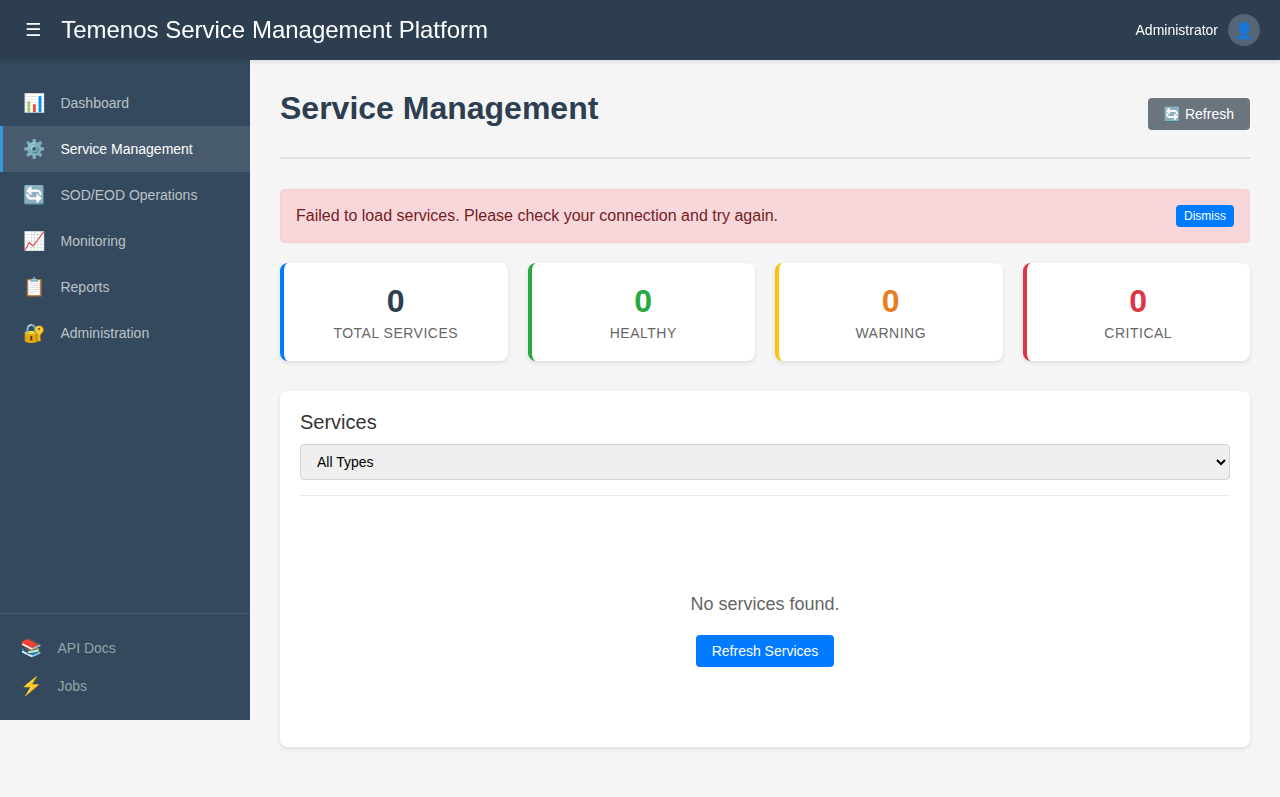 ☰ Temenos Service Management Platform
Administrator
Dashboard
Service Management
SOD/EOD Operations
Monitoring
Reports
Administration
API Docs
Jobs
Service Management
Refresh
Failed to load services. Please check your connection and try again.
Dismiss
0
TOTAL SERVICES
0
HEALTHY
0
WARNING
0
CRITICAL
Services
All Types
No services found.
Refresh Services